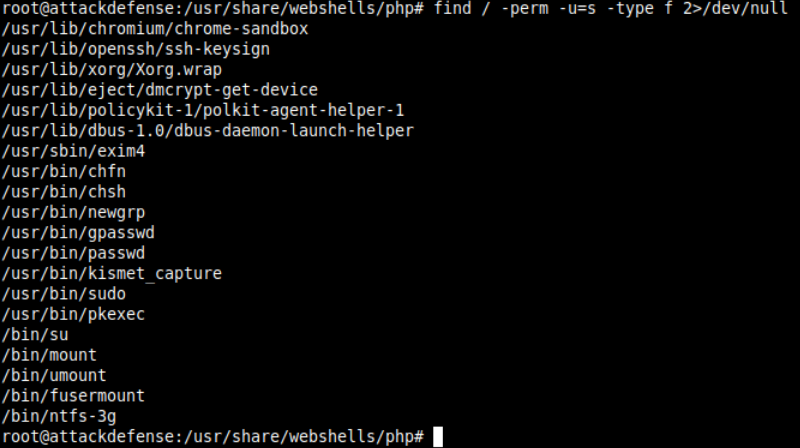 root@attackdefense:/usr/share/webshells/php# find / -perm -u=s -type f 2>/dev/null
/usr/lib/chromium/chrome-sandbox
/usr/lib/openssh/ssh-keysign
/usr/lib/xorg/Xorg.wrap
/usr/lib/eject/dmcrypt-get-device
/usr/lib/policykit-1/polkit-agent-helper-1
/usr/lib/dbus-1.0/dbus-daemon-launch-helper
/usr/sbin/exim4
/usr/bin/chfn
/usr/bin/chsh
/usr/bin/newgrp
/usr/bin/gpasswd
/usr/bin/passwd
/usr/bin/kismet_capture
/usr/bin/sudo
/usr/bin/pkexec
/bin/su
/bin/mount
/bin/umount
/bin/fusermount
/bin/ntfs-3g
root@attackdefense:/usr/share/webshells/php#